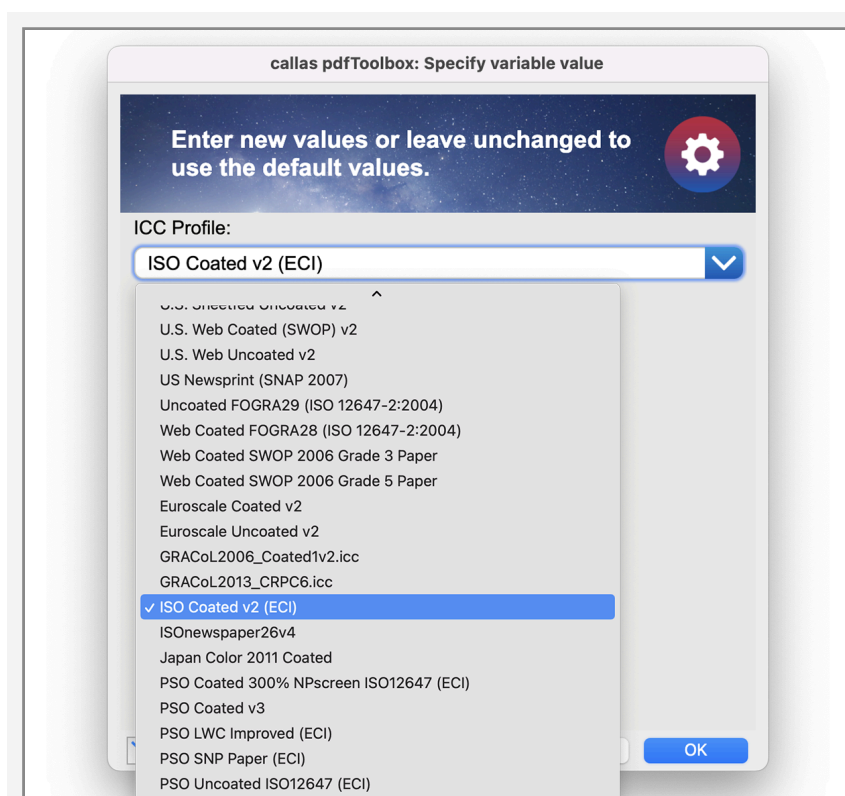 callas pdfToolbox: Specify variable value
Enter new values or leave unchanged to
use the default values.
ICC Profile:
ISO Coated v2 (ECI)
U.S. Sheetfed Uncoated v2
U.S. Web Coated (SWOP) v2
U.S. Web Uncoated v2
US Newsprint (SNAP 2007)
Uncoated FOGRA29 (ISO 12647-2:2004)
Web Coated FOGRA28 (ISO 12647-2:2004)
Web Coated SWOP 2006 Grade 3 Paper
Web Coated SWOP 2006 Grade 5 Paper
Euroscale Coated v2
Euroscale Uncoated v2
GRACoL2006_Coated1v2.icc
GRACoL2013_CRPC6.icc
ISO Coated v2 (ECI)
ISOnewspaper26v4
Japan Color 2011 Coated
PSO Coated 300% NPscreen ISO12647 (ECI)
PSO Coated v3
PSO LWC Improved (ECI)
PSO SNP Paper (ECI)
OK
PSO Uncoated ISO12647 (ECI)